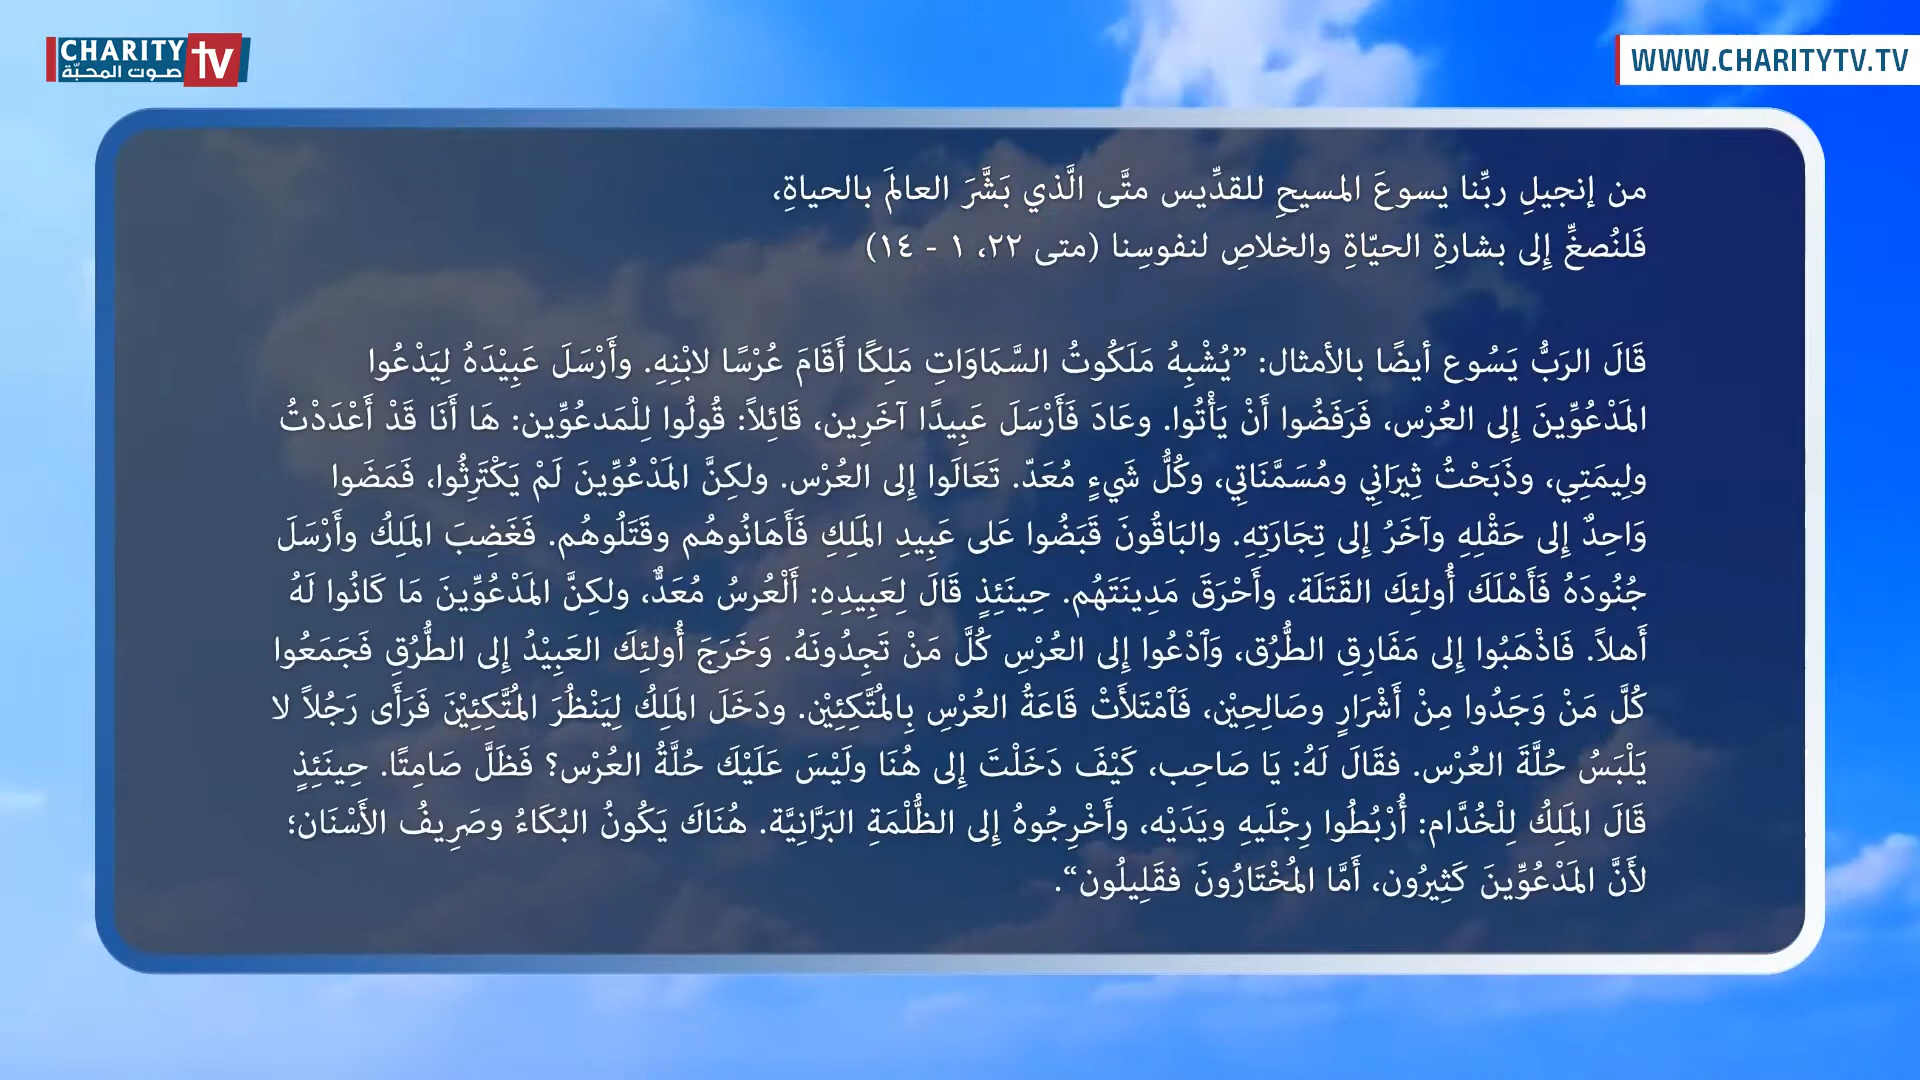 CHARITY tv
صوت المحبّة
WWW.CHARITYTV.TV
من إنجيلِ ربِّنا يسوعَ المسيحِ للقدِّيس متَّى الَّذي بَشَّرَ العالمَ بالحياةِ،
فَلنُصغِّ إِلى بشارةِ الحيّاةِ والخلاصِ لنفوسِنا (متى ٢٢، ١ - ١٤)
قَالَ الرَبُّ يَسُوع أيضًا بالأمثال: ”يُشْبِهُ مَلَكُوتُ السَّمَاوَاتِ مَلِكًا أَقَامَ عُرْسًا لابْنِهِ. وأَرْسَلَ عَبِيْدَهُ لِيَدْعُوا
المَدْعُوِّينَ إِلى العُرْس، فَرَفَضُوا أَنْ يَأْتُوا. وعَادَ فَأَرْسَلَ عَبِيدًا آخَرِين، قَائِلاً: قُولُوا لِلْمَدعُوِّين: هَا أَنَا قَدْ أَعْدَدْتُ
ولِيمَتِي، وذَبَحْتُ ثِيرَانِي ومُسَمَّنَاتِي، وكُلُّ شَيءٍ مُعَدّ. تَعَالَوا إِلى العُرْس. ولكِنَّ المَدْعُوِّينَ لَمْ يَكْتَرِثُوا، فَمَضَوا
وَاحِدٌ إِلى حَقْلِهِ وآخَرُ إِلى تِجَارَتِهِ. والبَاقُونَ قَبَضُوا عَلى عَبِيدِ المَلِكِ فَأَهَانُوهُم وقَتَلُوهُم. فَغَضِبَ المَلِكُ وأَرْسَلَ
جُنُودَهُ فَأَهْلَكَ أُولئِكَ القَتَلَة، وأَحْرَقَ مَدِينَتَهُم. حِينَئِذٍ قَالَ لِعَبِيدِهِ: أَلْعُرسُ مُعَدٌّ، ولكِنَّ المَدْعُوِّينَ مَا كَانُوا لَهُ
أَهلاً. فَاذْهَبُوا إِلى مَفَارِقِ الطُّرُق، وَٱدْعُوا إِلى العُرْسِ كُلَّ مَنْ تَجِدُونَهُ. وَخَرَجَ أُولئِكَ العَبِيْدُ إِلى الطُّرُقِ فَجَمَعُوا
كُلَّ مَنْ وَجَدُوا مِنْ أَشْرَارٍ وصَالِحِيْن، فَٱمْتَلأَتْ قَاعَةُ العُرْسِ بِالمُتَّكِئِيْن. ودَخَلَ المَلِكُ لِيَنْظُرَ المُتَّكِئِيْنَ فَرَأَى رَجُلاً لا
يَلْبَسُ حُلَّةَ العُرْس. فقَالَ لَهُ: يَا صَاحِب، كَيْفَ دَخَلْتَ إِلى هُنَا ولَيْسَ عَلَيْكَ حُلَّةُ العُرْس؟ فَظَلَّ صَامِتًا. حِينَئِذٍ
قَالَ المَلِكُ لِلْخُدَّام: أُرْبُطُوا رِجْلَيهِ ويَدَيْه، وأَخْرِجُوهُ إِلى الظُّلْمَةِ البَرَّانِيَّة. هُنَاكَ يَكُونُ البُكَاءُ وصَرِيفُ الأَسْنَان؛
لأَنَّ المَدْعُوِّينَ كَثِيرُون، أَمَّا المُخْتَارُونَ فقَلِيلُون“.